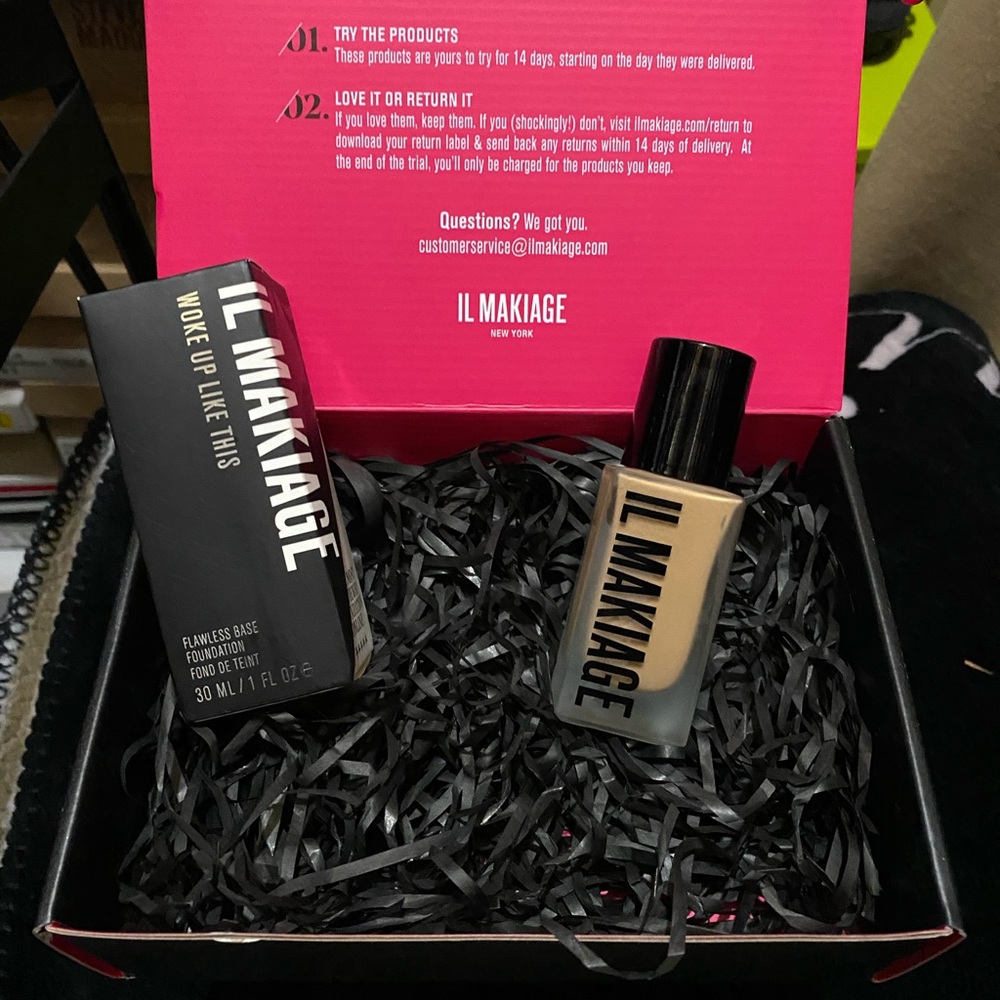 01. TRY THE PRODUCTS
These products are yours to try for 14 days, starting on the day they were delivered.
02. LOVE IT OR RETURN IT
If you love them, keep them. If you (shockingly!) don't, visit ilmakiage.com/return to
download your return label & send back any returns within 14 days of delivery. At
the end of the trial, you'll only be charged for the products you keep.
Questions? We got you.
customerservice@ilmakiage.com
IL MAKIAGE
NEW YORK
IL MAKIAGE
WOKE UP LIKE THIS
FLAWLESS BASE
FOUNDATION
FOND DE TEINT
30 ML / 1 FL OZ ℮
IL MAKIAGE